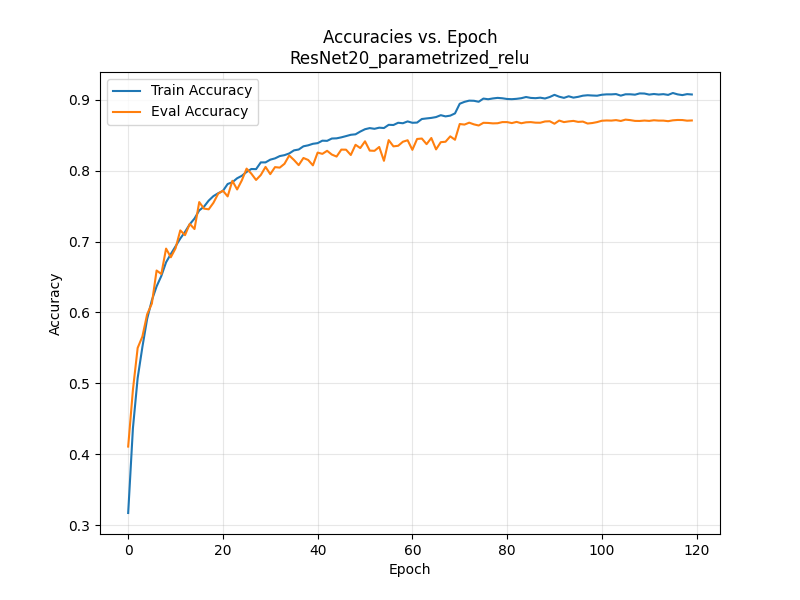 Accuracies vs. Epoch
ResNet20_parametrized_relu
Train Accuracy
Eval Accuracy
0.9
0.8
0.7
0.6
0.5
0.4
0.3
Accuracy
0 20 40 60 80 100 120
Epoch